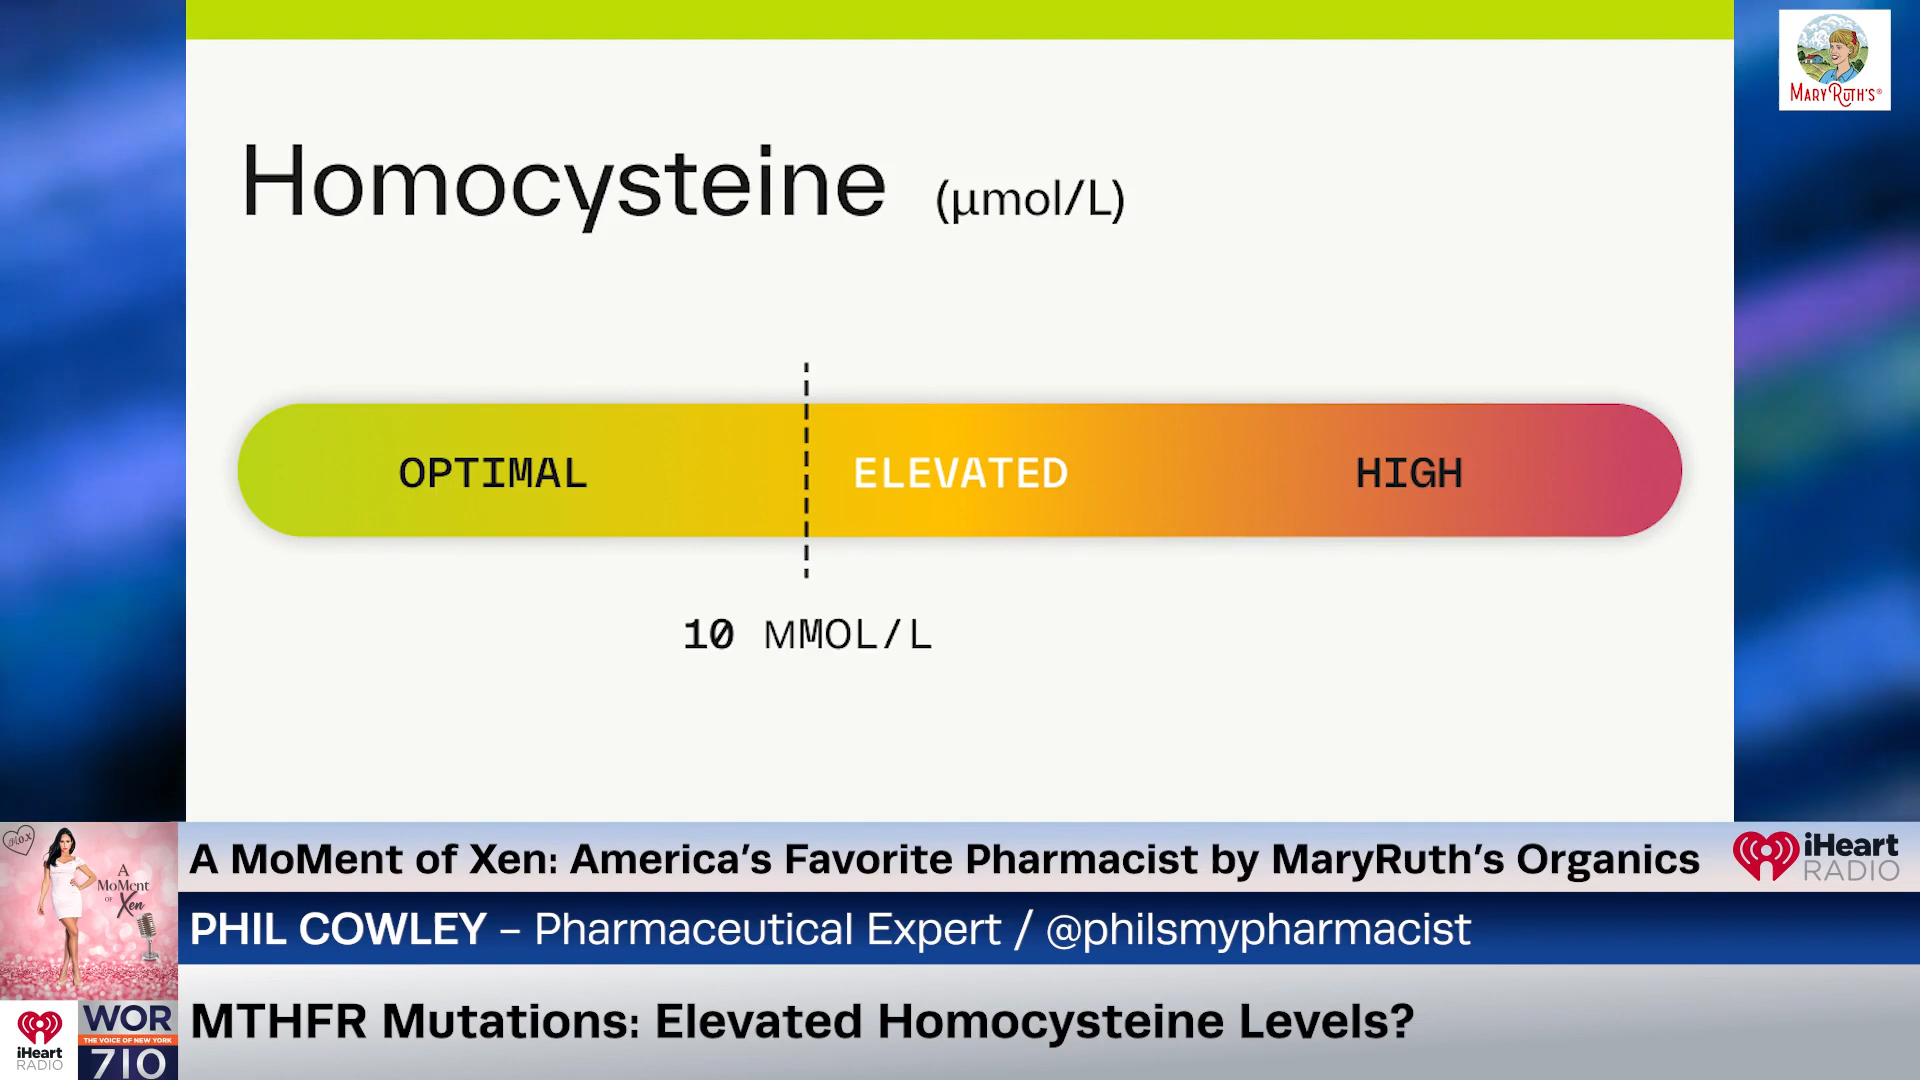 MARYRUTH'S®
Homocysteine (µmol/L)
OPTIMAL ELEVATED HIGH
10 MMOL/L
M.O.X
A
MoMent
OF Xen
A MoMent of Xen: America's Favorite Pharmacist by MaryRuth's Organics
iHeart
RADIO
PHIL COWLEY – Pharmaceutical Expert / @philsmypharmacist
iHeart
RADIO
WOR
THE VOICE OF NEW YORK
710
MTHFR Mutations: Elevated Homocysteine Levels?